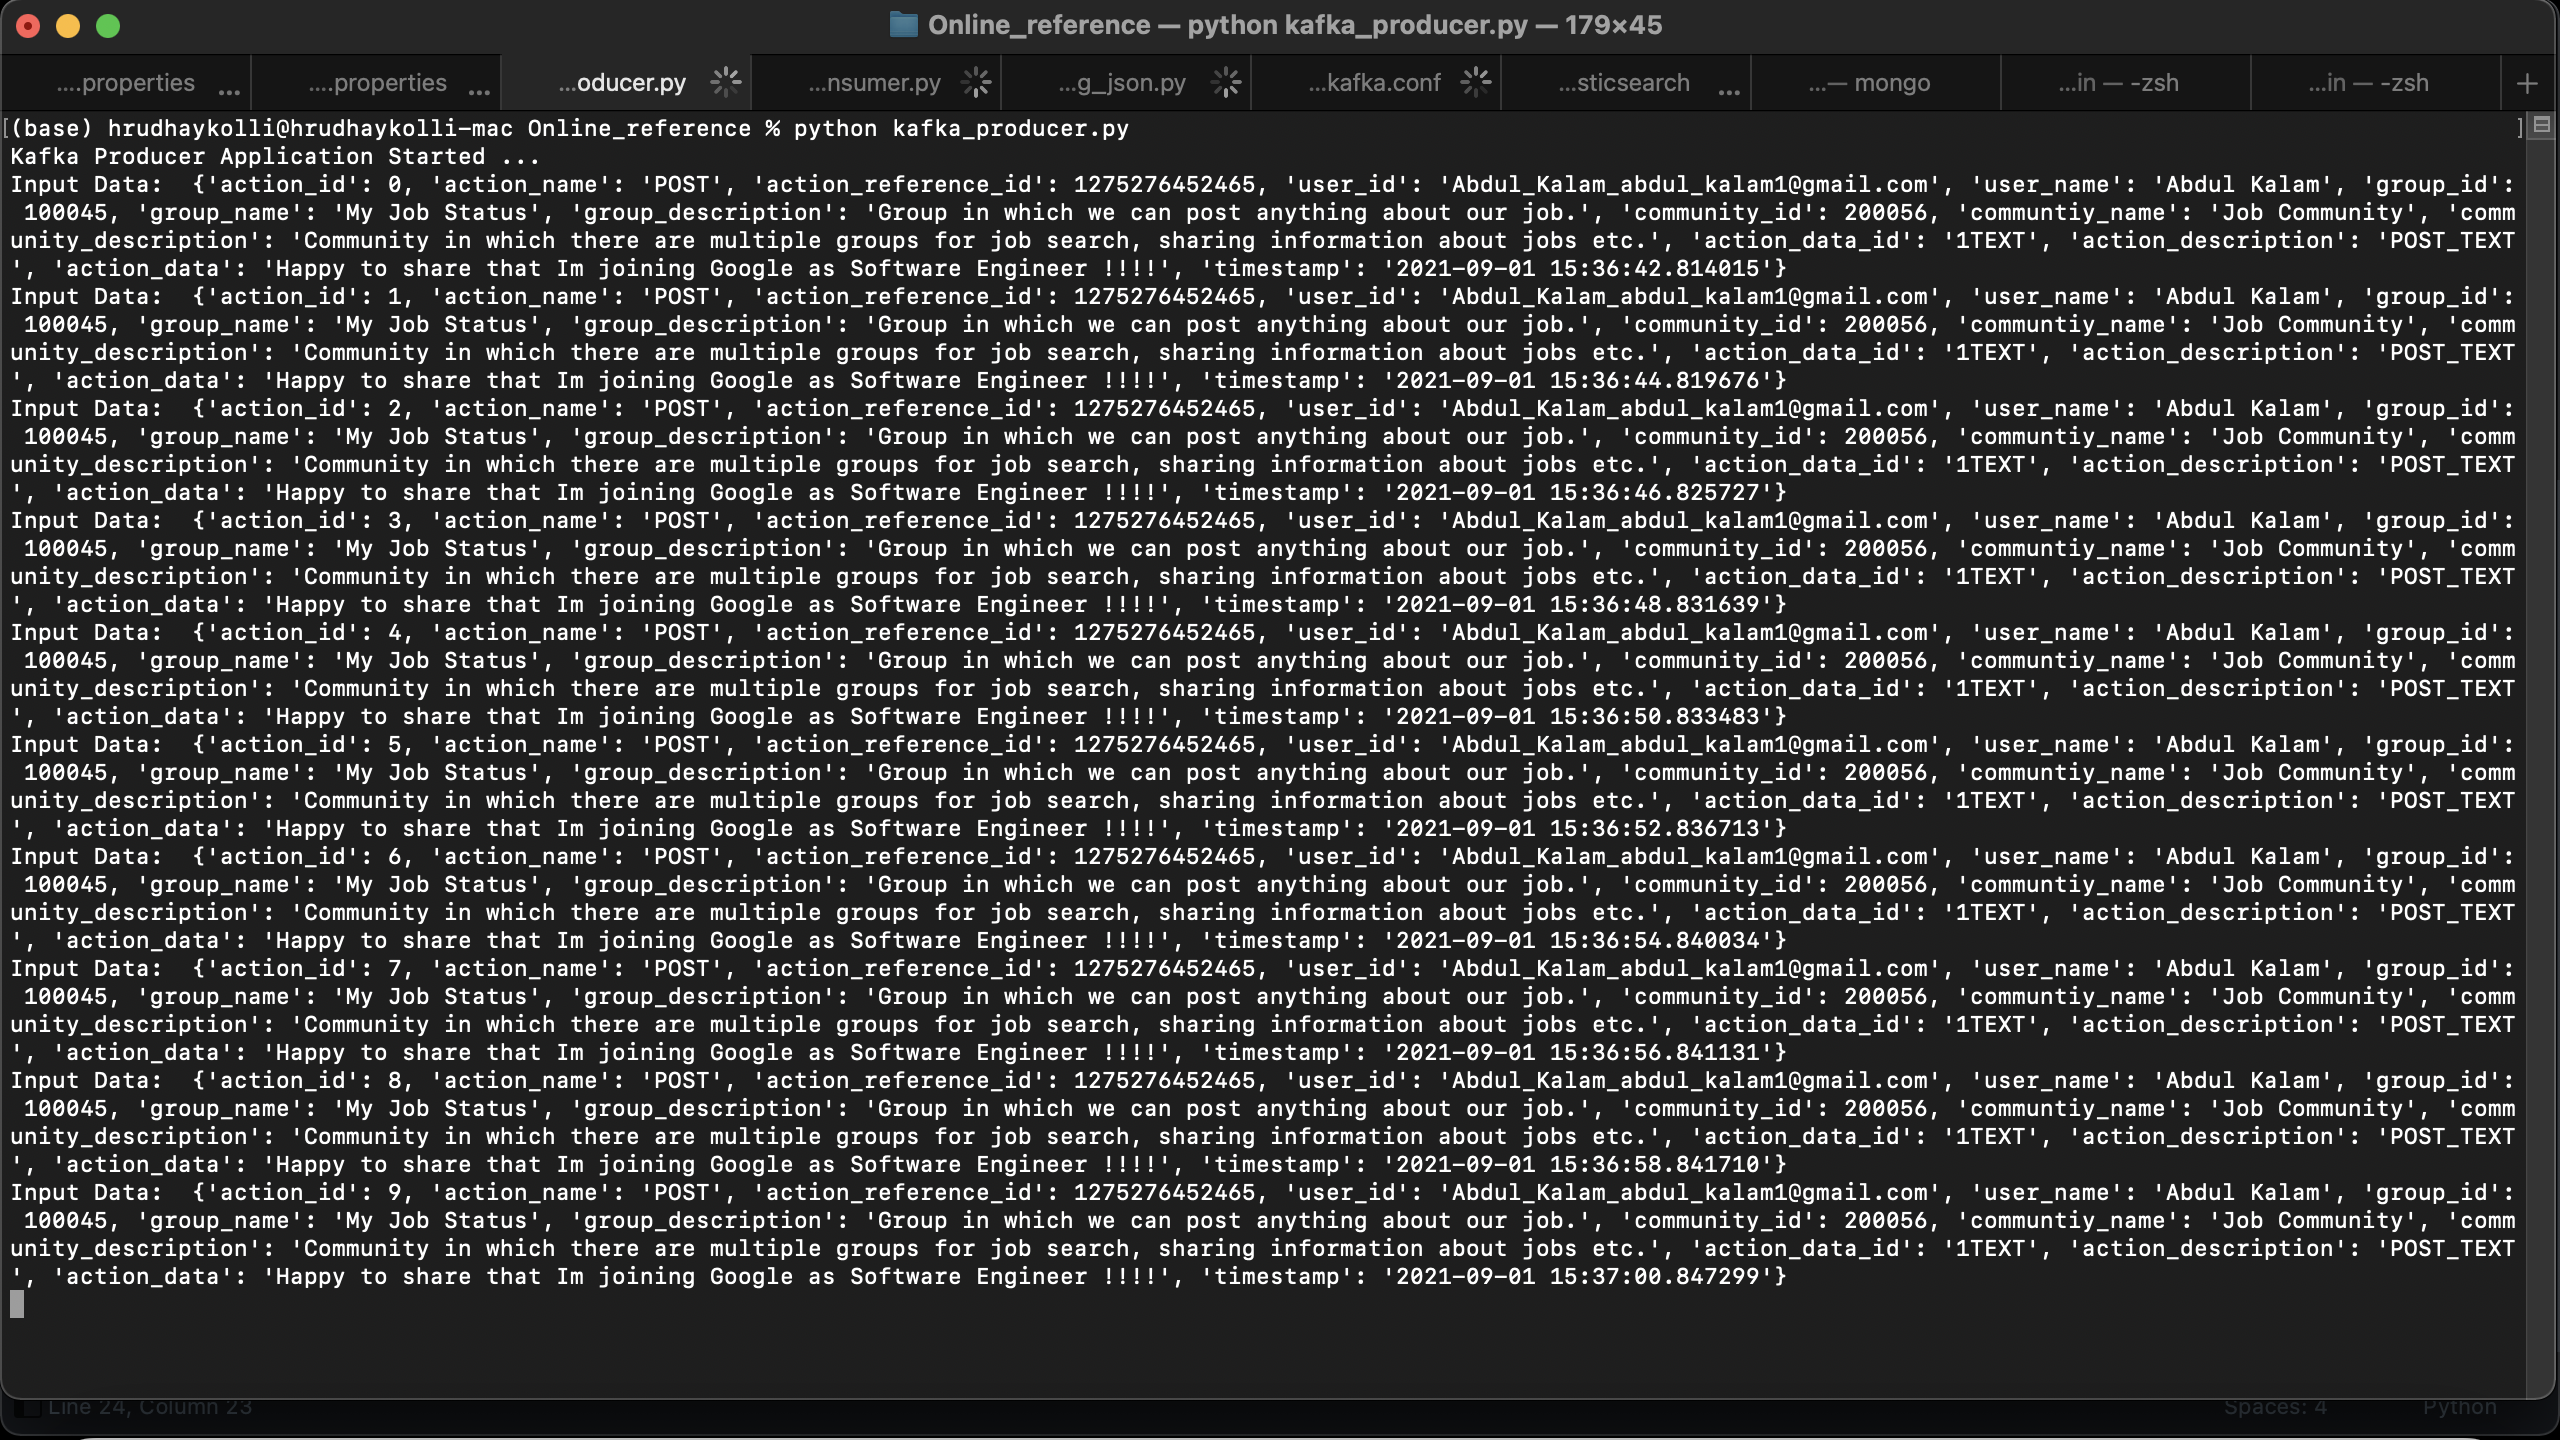 Online_reference — python kafka_producer.py — 179×45
....properties ... ....properties ... ...oducer.py ...nsumer.py ...g_json.py ...kafka.conf ...sticsearch ... ...— mongo ...in — -zsh ...in — -zsh +
[(base) hrudhaykolli@hrudhaykolli-mac Online_reference % python kafka_producer.py ]
Kafka Producer Application Started ...
Input Data:  {'action_id': 0, 'action_name': 'POST', 'action_reference_id': 1275276452465, 'user_id': 'Abdul_Kalam_abdul_kalam1@gmail.com', 'user_name': 'Abdul Kalam', 'group_id':
 100045, 'group_name': 'My Job Status', 'group_description': 'Group in which we can post anything about our job.', 'community_id': 200056, 'communtiy_name': 'Job Community', 'comm
unity_description': 'Community in which there are multiple groups for job search, sharing information about jobs etc.', 'action_data_id': '1TEXT', 'action_description': 'POST_TEXT
', 'action_data': 'Happy to share that Im joining Google as Software Engineer !!!!', 'timestamp': '2021-09-01 15:36:42.814015'}
Input Data:  {'action_id': 1, 'action_name': 'POST', 'action_reference_id': 1275276452465, 'user_id': 'Abdul_Kalam_abdul_kalam1@gmail.com', 'user_name': 'Abdul Kalam', 'group_id':
 100045, 'group_name': 'My Job Status', 'group_description': 'Group in which we can post anything about our job.', 'community_id': 200056, 'communtiy_name': 'Job Community', 'comm
unity_description': 'Community in which there are multiple groups for job search, sharing information about jobs etc.', 'action_data_id': '1TEXT', 'action_description': 'POST_TEXT
', 'action_data': 'Happy to share that Im joining Google as Software Engineer !!!!', 'timestamp': '2021-09-01 15:36:44.819676'}
Input Data:  {'action_id': 2, 'action_name': 'POST', 'action_reference_id': 1275276452465, 'user_id': 'Abdul_Kalam_abdul_kalam1@gmail.com', 'user_name': 'Abdul Kalam', 'group_id':
 100045, 'group_name': 'My Job Status', 'group_description': 'Group in which we can post anything about our job.', 'community_id': 200056, 'communtiy_name': 'Job Community', 'comm
unity_description': 'Community in which there are multiple groups for job search, sharing information about jobs etc.', 'action_data_id': '1TEXT', 'action_description': 'POST_TEXT
', 'action_data': 'Happy to share that Im joining Google as Software Engineer !!!!', 'timestamp': '2021-09-01 15:36:46.825727'}
Input Data:  {'action_id': 3, 'action_name': 'POST', 'action_reference_id': 1275276452465, 'user_id': 'Abdul_Kalam_abdul_kalam1@gmail.com', 'user_name': 'Abdul Kalam', 'group_id':
 100045, 'group_name': 'My Job Status', 'group_description': 'Group in which we can post anything about our job.', 'community_id': 200056, 'communtiy_name': 'Job Community', 'comm
unity_description': 'Community in which there are multiple groups for job search, sharing information about jobs etc.', 'action_data_id': '1TEXT', 'action_description': 'POST_TEXT
', 'action_data': 'Happy to share that Im joining Google as Software Engineer !!!!', 'timestamp': '2021-09-01 15:36:48.831639'}
Input Data:  {'action_id': 4, 'action_name': 'POST', 'action_reference_id': 1275276452465, 'user_id': 'Abdul_Kalam_abdul_kalam1@gmail.com', 'user_name': 'Abdul Kalam', 'group_id':
 100045, 'group_name': 'My Job Status', 'group_description': 'Group in which we can post anything about our job.', 'community_id': 200056, 'communtiy_name': 'Job Community', 'comm
unity_description': 'Community in which there are multiple groups for job search, sharing information about jobs etc.', 'action_data_id': '1TEXT', 'action_description': 'POST_TEXT
', 'action_data': 'Happy to share that Im joining Google as Software Engineer !!!!', 'timestamp': '2021-09-01 15:36:50.833483'}
Input Data:  {'action_id': 5, 'action_name': 'POST', 'action_reference_id': 1275276452465, 'user_id': 'Abdul_Kalam_abdul_kalam1@gmail.com', 'user_name': 'Abdul Kalam', 'group_id':
 100045, 'group_name': 'My Job Status', 'group_description': 'Group in which we can post anything about our job.', 'community_id': 200056, 'communtiy_name': 'Job Community', 'comm
unity_description': 'Community in which there are multiple groups for job search, sharing information about jobs etc.', 'action_data_id': '1TEXT', 'action_description': 'POST_TEXT
', 'action_data': 'Happy to share that Im joining Google as Software Engineer !!!!', 'timestamp': '2021-09-01 15:36:52.836713'}
Input Data:  {'action_id': 6, 'action_name': 'POST', 'action_reference_id': 1275276452465, 'user_id': 'Abdul_Kalam_abdul_kalam1@gmail.com', 'user_name': 'Abdul Kalam', 'group_id':
 100045, 'group_name': 'My Job Status', 'group_description': 'Group in which we can post anything about our job.', 'community_id': 200056, 'communtiy_name': 'Job Community', 'comm
unity_description': 'Community in which there are multiple groups for job search, sharing information about jobs etc.', 'action_data_id': '1TEXT', 'action_description': 'POST_TEXT
', 'action_data': 'Happy to share that Im joining Google as Software Engineer !!!!', 'timestamp': '2021-09-01 15:36:54.840034'}
Input Data:  {'action_id': 7, 'action_name': 'POST', 'action_reference_id': 1275276452465, 'user_id': 'Abdul_Kalam_abdul_kalam1@gmail.com', 'user_name': 'Abdul Kalam', 'group_id':
 100045, 'group_name': 'My Job Status', 'group_description': 'Group in which we can post anything about our job.', 'community_id': 200056, 'communtiy_name': 'Job Community', 'comm
unity_description': 'Community in which there are multiple groups for job search, sharing information about jobs etc.', 'action_data_id': '1TEXT', 'action_description': 'POST_TEXT
', 'action_data': 'Happy to share that Im joining Google as Software Engineer !!!!', 'timestamp': '2021-09-01 15:36:56.841131'}
Input Data:  {'action_id': 8, 'action_name': 'POST', 'action_reference_id': 1275276452465, 'user_id': 'Abdul_Kalam_abdul_kalam1@gmail.com', 'user_name': 'Abdul Kalam', 'group_id':
 100045, 'group_name': 'My Job Status', 'group_description': 'Group in which we can post anything about our job.', 'community_id': 200056, 'communtiy_name': 'Job Community', 'comm
unity_description': 'Community in which there are multiple groups for job search, sharing information about jobs etc.', 'action_data_id': '1TEXT', 'action_description': 'POST_TEXT
', 'action_data': 'Happy to share that Im joining Google as Software Engineer !!!!', 'timestamp': '2021-09-01 15:36:58.841710'}
Input Data:  {'action_id': 9, 'action_name': 'POST', 'action_reference_id': 1275276452465, 'user_id': 'Abdul_Kalam_abdul_kalam1@gmail.com', 'user_name': 'Abdul Kalam', 'group_id':
 100045, 'group_name': 'My Job Status', 'group_description': 'Group in which we can post anything about our job.', 'community_id': 200056, 'communtiy_name': 'Job Community', 'comm
unity_description': 'Community in which there are multiple groups for job search, sharing information about jobs etc.', 'action_data_id': '1TEXT', 'action_description': 'POST_TEXT
', 'action_data': 'Happy to share that Im joining Google as Software Engineer !!!!', 'timestamp': '2021-09-01 15:37:00.847299'}
Line 24, Column 23 Spaces: 4 Python